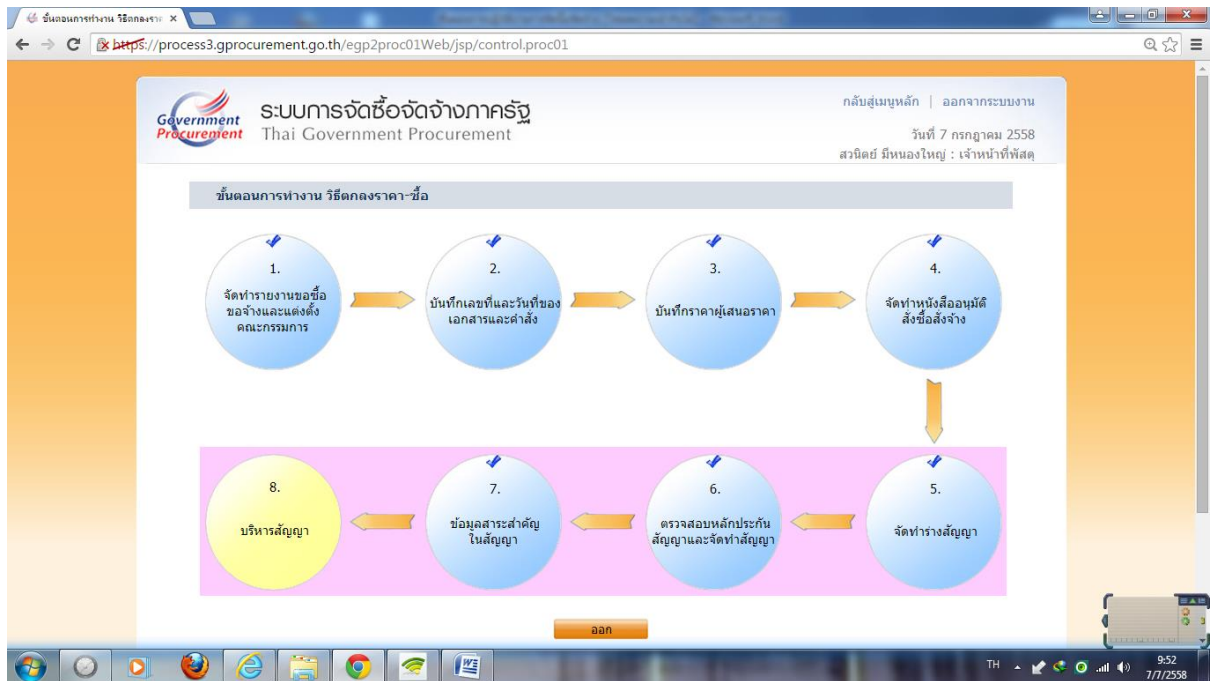 ขั้นตอนการทำงาน วิธีตกลงราค
https://process3.gprocurement.go.th/egp2proc01Web/jsp/control.proc01
Government
Procurement
ระบบการจัดซื้อจัดจ้างภาครัฐ
Thai Government Procurement
กลับสู่เมนูหลัก | ออกจากระบบงาน
วันที่ 7 กรกฎาคม 2558
สวนิตย์ มีหนองใหญ่ : เจ้าหน้าที่พัสดุ
ขั้นตอนการทำงาน วิธีตกลงราคา-ซื้อ
1.
จัดทำรายงานขอซื้อ
ขอจ้างและแต่งตั้ง
คณะกรรมการ
2.
บันทึกเลขที่และวันที่ของ
เอกสารและคำสั่ง
3.
บันทึกราคาผู้เสนอราคา
4.
จัดทำหนังสืออนุมัติ
สั่งซื้อสั่งจ้าง
8.
บริหารสัญญา
7.
ข้อมูลสาระสำคัญ
ในสัญญา
6.
ตรวจสอบหลักประกัน
สัญญาและจัดทำสัญญา
5.
จัดทำร่างสัญญา
ออก
TH
9:52
7/7/2558